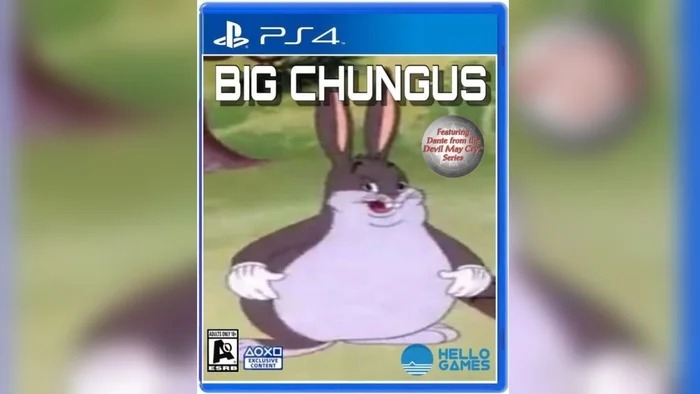 PS4
BIG CHUNGUS
Featuring
Dante from the
Devil May Cry
Series
ADULTS ONLY 18+
A
ESRB
EXCLUSIVE
CONTENT
HELLO
GAMES